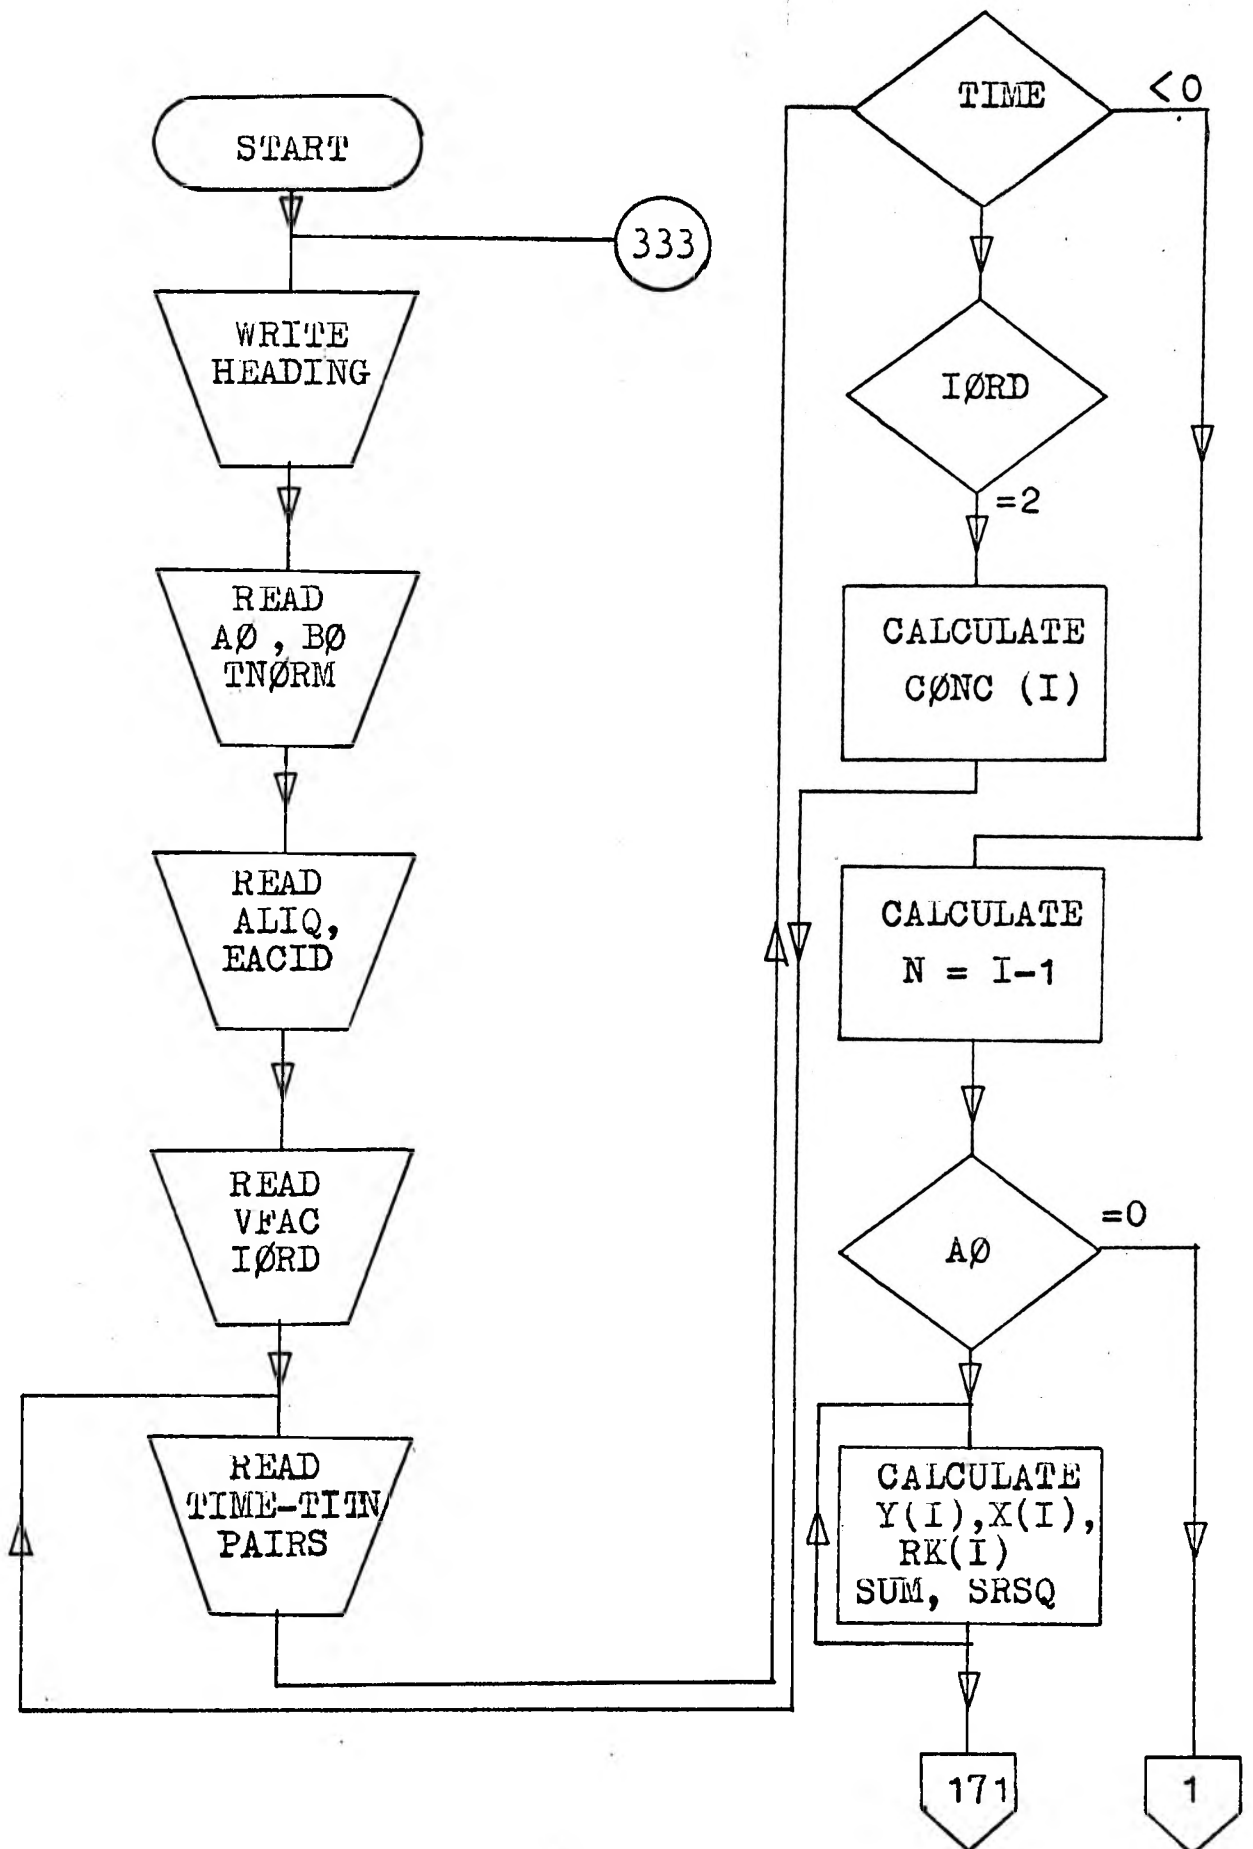 START
333
WRITE
HEADING
READ
AØ , BØ
TNØRM
READ
ALIQ,
EACID
READ
VFAC
IØRD
READ
TIME-TITN
PAIRS
TIME
<0
IØRD
=2
CALCULATE
CØNC (I)
CALCULATE
N = I-1
AØ
=0
CALCULATE
Y(I),X(I),
RK(I)
SUM, SRSQ
171
1